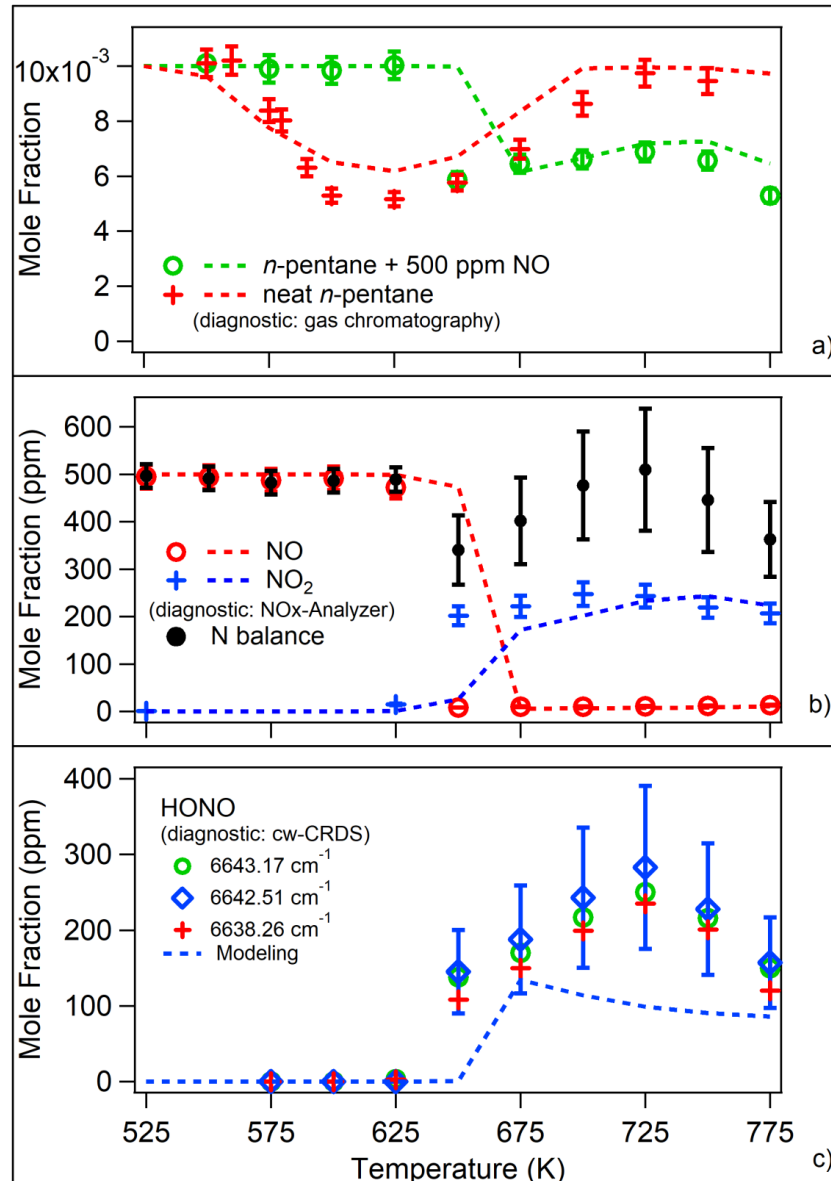 10x10⁻³
8
6
4
2
0
Mole Fraction
n-pentane + 500 ppm NO
neat n-pentane
(diagnostic: gas chromatography)
a)
600
500
400
300
200
100
0
Mole Fraction (ppm)
NO
NO₂
(diagnostic: NOx-Analyzer)
N balance
b)
400
300
200
100
0
Mole Fraction (ppm)
HONO
(diagnostic: cw-CRDS)
6643.17 cm⁻¹
6642.51 cm⁻¹
6638.26 cm⁻¹
Modeling
525 575 625 675 725 775
Temperature (K)
c)